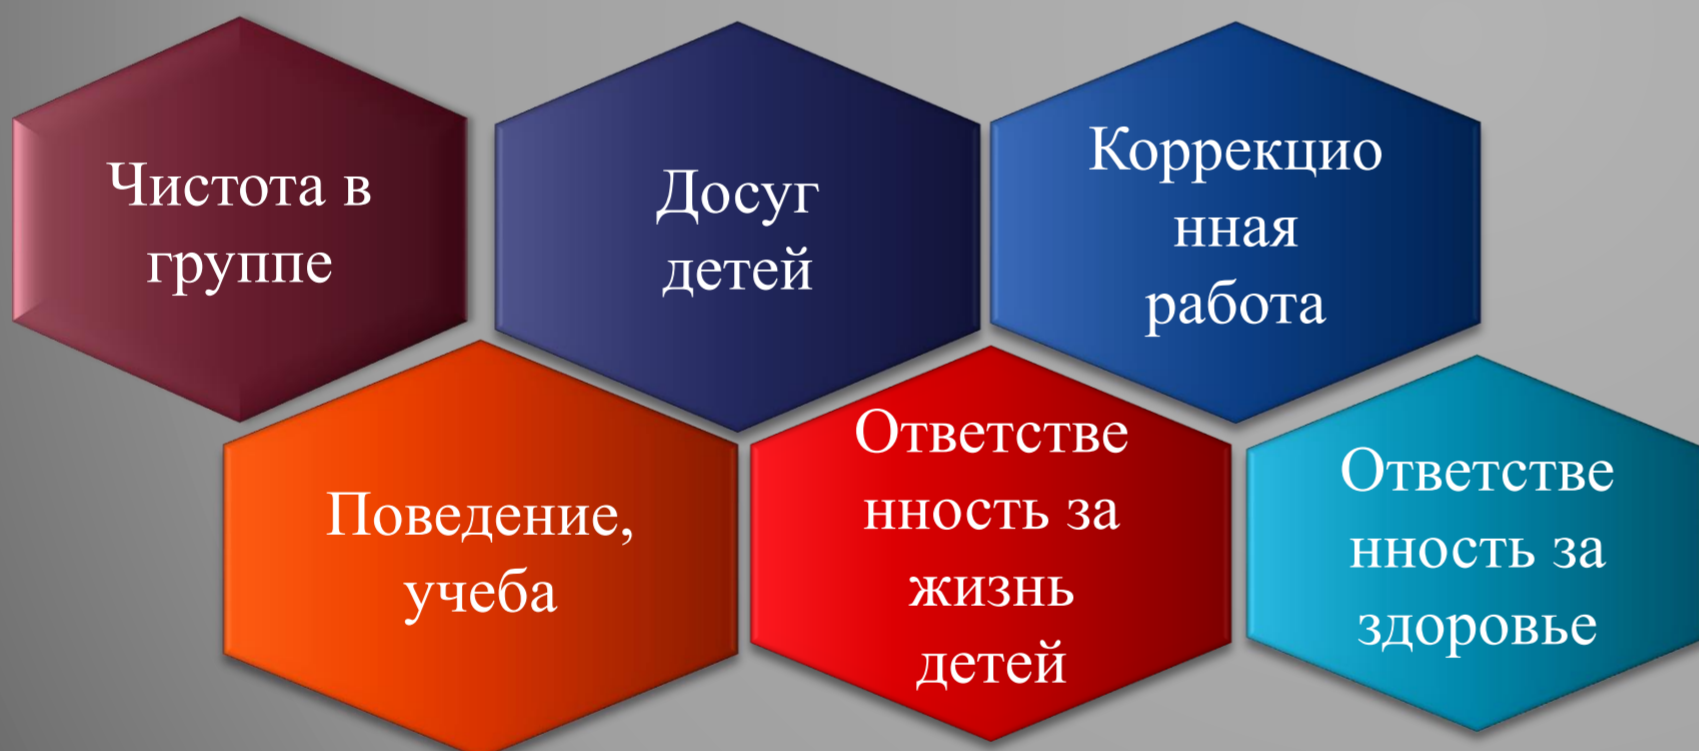 Чистота в
группе
Досуг
детей
Коррекцио
нная
работа
Поведение,
учеба
Ответстве
нность за
жизнь
детей
Ответстве
нность за
здоровье